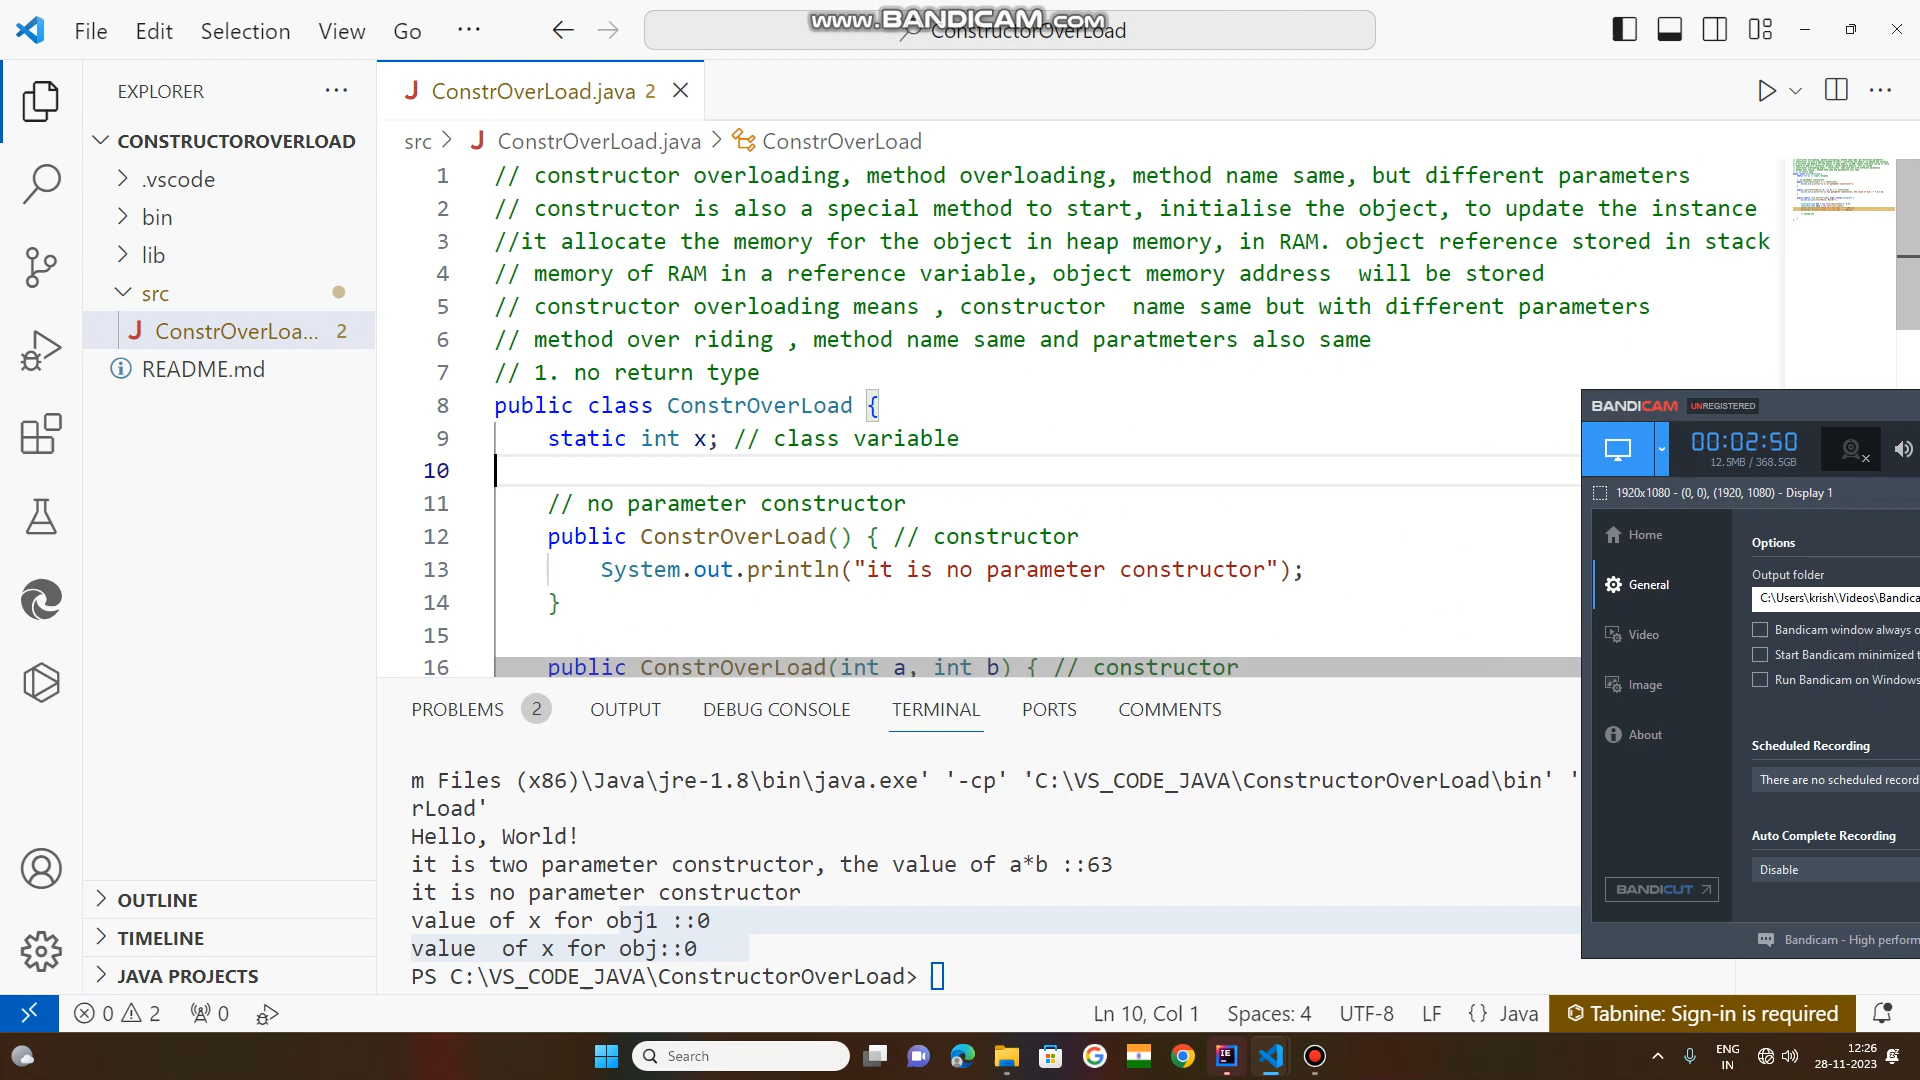 File Edit Selection View Go ···
www.BANDICAM.com
ConstructorOverLoad
EXPLORER
CONSTRUCTOROVERLOAD
.vscode
bin
lib
src
ConstrOverLoa... 2
README.md
OUTLINE
TIMELINE
JAVA PROJECTS
J ConstrOverLoad.java 2
src > J ConstrOverLoad.java > ConstrOverLoad
1 // constructor overloading, method overloading, method name same, but different parameters
2 // constructor is also a special method to start, initialise the object, to update the instance
3 //it allocate the memory for the object in heap memory, in RAM. object reference stored in stack
4 // memory of RAM in a reference variable, object memory address  will be stored
5 // constructor overloading means , constructor  name same but with different parameters
6 // method over riding , method name same and paratmeters also same
7 // 1. no return type
8 public class ConstrOverLoad {
9 static int x; // class variable
10
11 // no parameter constructor
12 public ConstrOverLoad() { // constructor
13 System.out.println("it is no parameter constructor");
14 }
15
16 public ConstrOverLoad(int a, int b) { // constructor
PROBLEMS 2 OUTPUT DEBUG CONSOLE TERMINAL PORTS COMMENTS
m Files (x86)\Java\jre-1.8\bin\java.exe' '-cp' 'C:\VS_CODE_JAVA\ConstructorOverLoad\bin' '
rLoad'
Hello, World!
it is two parameter constructor, the value of a*b ::63
it is no parameter constructor
value of x for obj1 ::0
value  of x for obj::0
PS C:\VS_CODE_JAVA\ConstructorOverLoad>
BANDICAM UNREGISTERED
00:02:50
12.5MB / 368.5GB
1920x1080 - (0, 0), (1920, 1080) - Display 1
Home
General
Video
Image
About
BANDICUT
Options
Output folder
C:\Users\krish\Videos\Bandica
Bandicam window always o
Start Bandicam minimized t
Run Bandicam on Windows
Scheduled Recording
There are no scheduled record
Auto Complete Recording
Disable
Bandicam - High perform
0 2 0
Ln 10, Col 1 Spaces: 4 UTF-8 LF {} Java Tabnine: Sign-in is required
Search
ENG
IN
12:26
28-11-2023